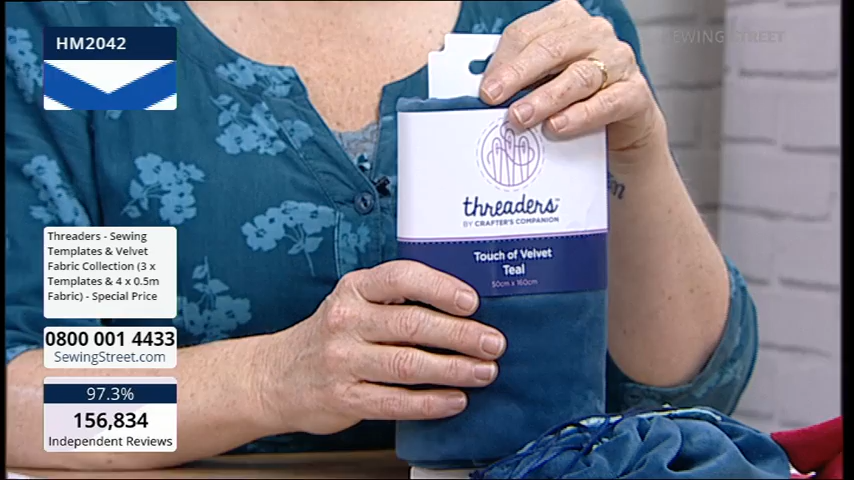 HM2042
SEWING STREET
Threaders - Sewing
Templates & Velvet
Fabric Collection (3 x
Templates & 4 x 0.5m
Fabric) - Special Price
0800 001 4433
SewingStreet.com
97.3%
156,834
Independent Reviews
threaders™
BY CRAFTER'S COMPANION
Touch of Velvet
Teal
50cm x 160cm